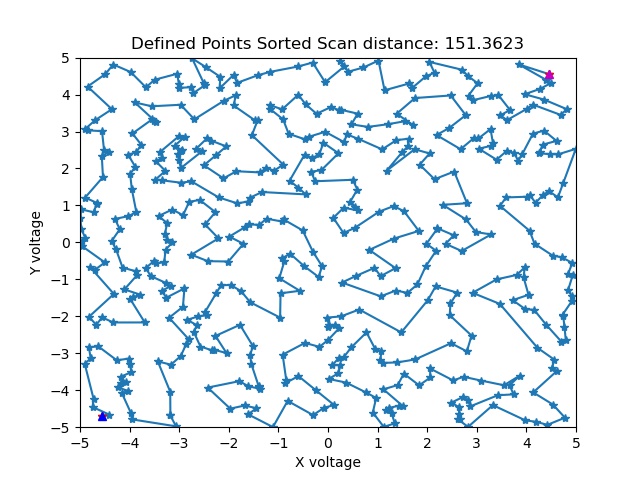 Defined Points Sorted Scan distance: 151.3623
5
4
3
2
1
0
−1
−2
−3
−4
−5
Y voltage
−5 −4 −3 −2 −1 0 1 2 3 4 5
X voltage